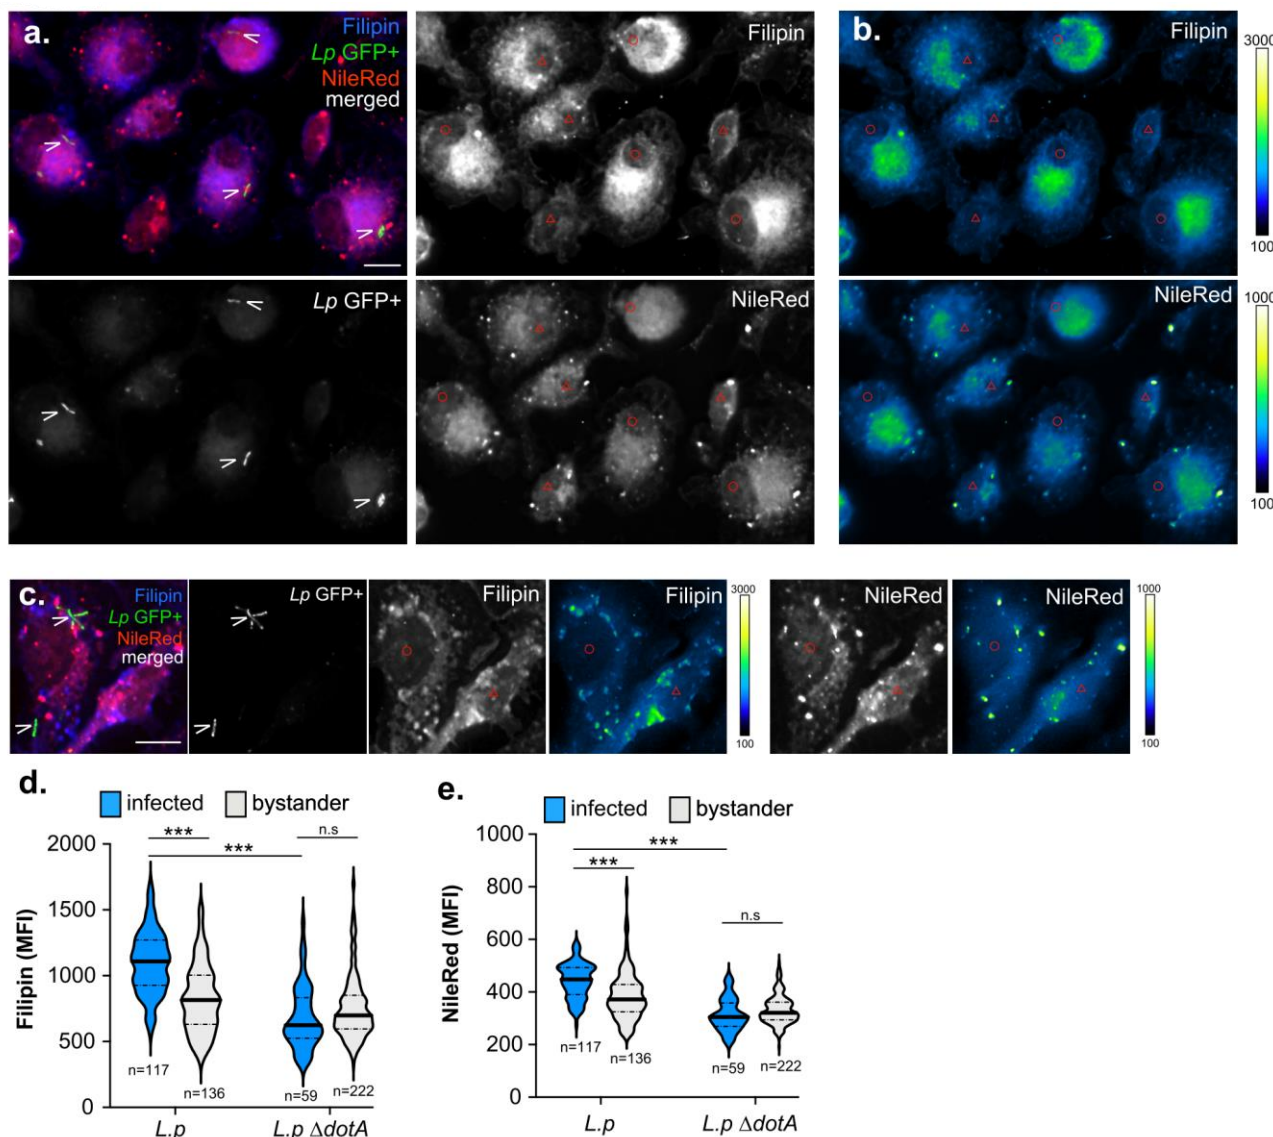 a.
Filipin
Lp GFP+
NileRed
merged
Filipin
b.
Filipin
3000
100
Lp GFP+
NileRed
NileRed
1000
100
c.
Filipin
Lp GFP+
NileRed
merged
Lp GFP+
Filipin
Filipin
3000
100
NileRed
NileRed
1000
100
d.
infected
bystander
Filipin (MFI)
2000
1500
1000
500
0
***
***
n.s
n=117
n=136
n=59
n=222
L.p
L.p ΔdotA
e.
infected
bystander
NileRed (MFI)
1000
800
600
400
200
0
***
***
n.s
n=117
n=136
n=59
n=222
L.p
L.p ΔdotA